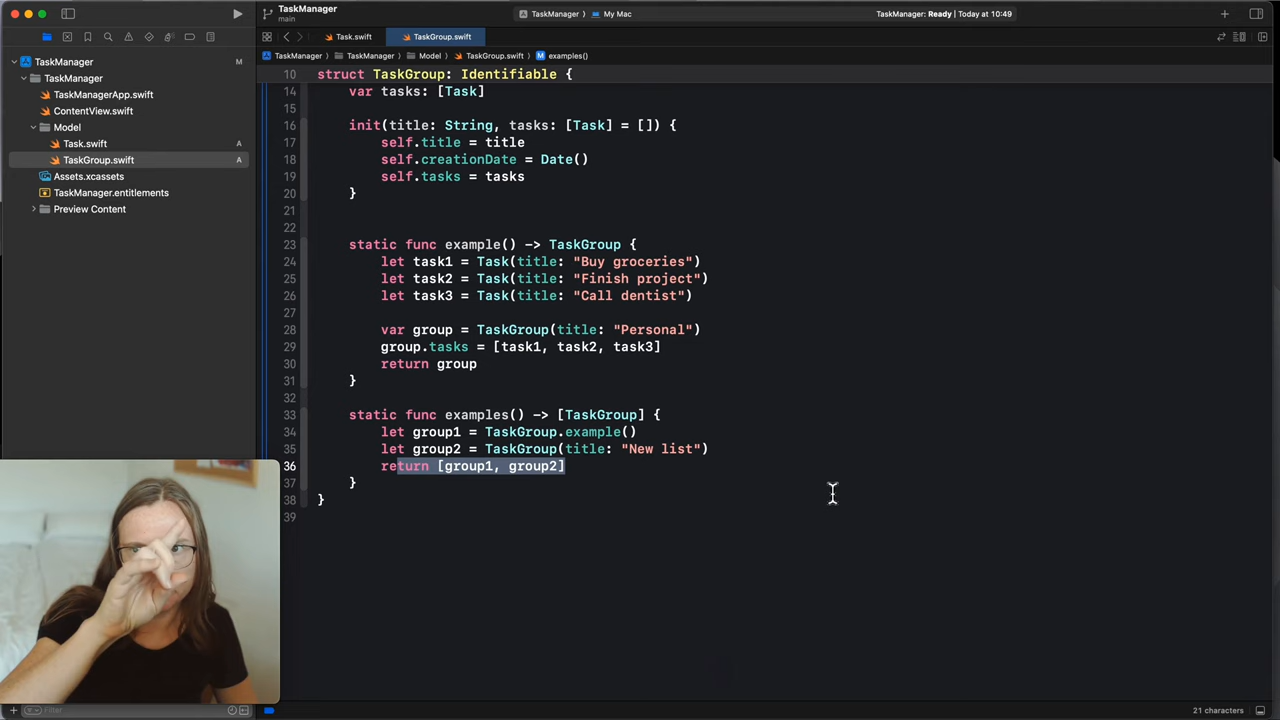 TaskManager
main
TaskManager 〉 My Mac
TaskManager: Ready | Today at 10:49
Task.swift
TaskGroup.swift
TaskManager 〉 TaskManager 〉 Model 〉 TaskGroup.swift 〉 M examples()
TaskManager M
TaskManager
TaskManagerApp.swift
ContentView.swift
Model
Task.swift A
TaskGroup.swift A
Assets.xcassets
TaskManager.entitlements
Preview Content
10 struct TaskGroup: Identifiable {
14 var tasks: [Task]
15
16 init(title: String, tasks: [Task] = []) {
17 self.title = title
18 self.creationDate = Date()
19 self.tasks = tasks
20 }
21
22
23 static func example() -> TaskGroup {
24 let task1 = Task(title: "Buy groceries")
25 let task2 = Task(title: "Finish project")
26 let task3 = Task(title: "Call dentist")
27
28 var group = TaskGroup(title: "Personal")
29 group.tasks = [task1, task2, task3]
30 return group
31 }
32
33 static func examples() -> [TaskGroup] {
34 let group1 = TaskGroup.example()
35 let group2 = TaskGroup(title: "New list")
36 return [group1, group2]
37 }
38 }
39
Filter
21 characters